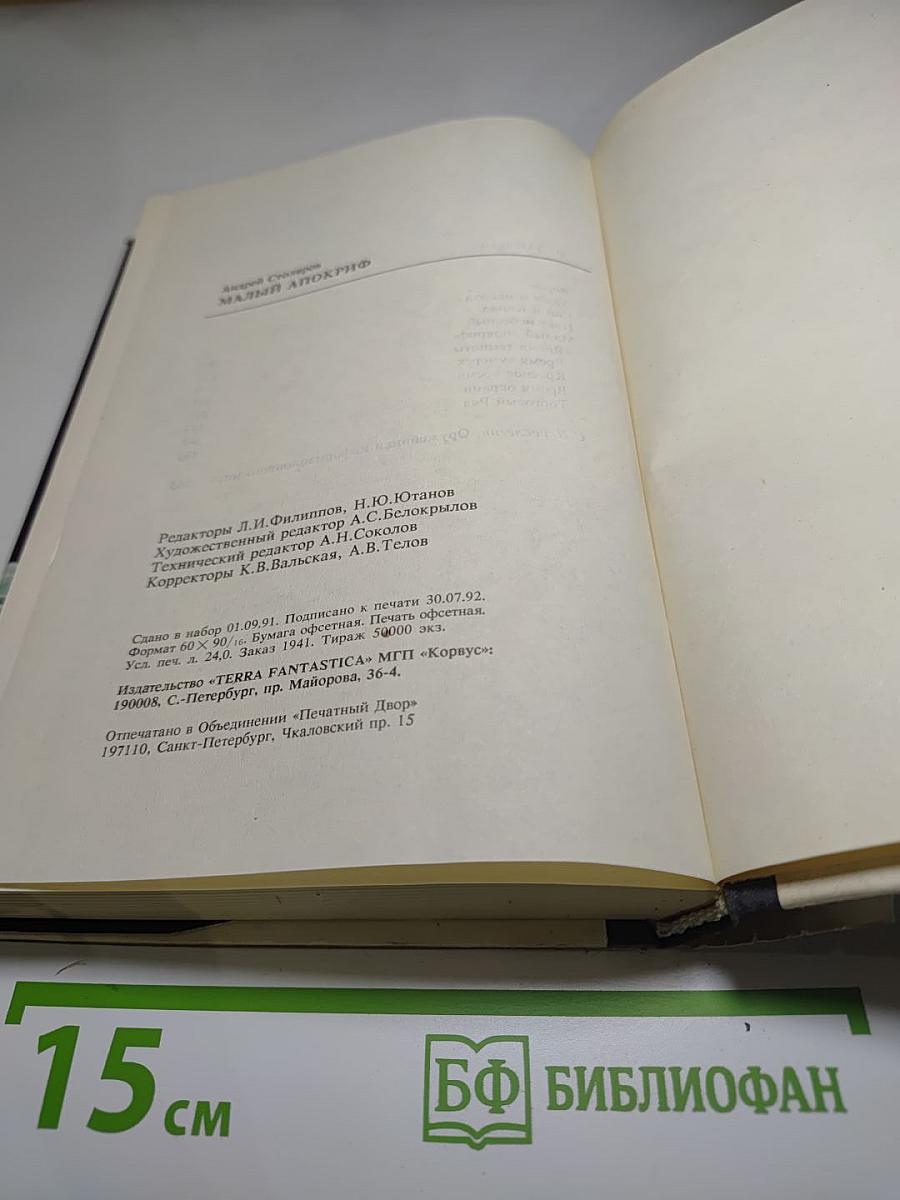 Андрей Столяров
МАЛЫЙ АПОКРИФ
Редакторы Л.И.Филиппов, Н.Ю.Ютанов
Художественный редактор А.С.Белокрылов
Технический редактор А.Н.Соколов
Корректоры К.В.Вальская, А.В.Телов
Сдано в набор 01.09.91. Подписано к печати 30.07.92.
Формат 60 × 90/16. Бумага офсетная. Печать офсетная.
Усл. печ. л. 24,0. Заказ 1941. Тираж 50000 экз.
Издательство «TERRA FANTASTICA» МГП «Корвус»:
190008, С.-Петербург, пр. Майорова, 36-4.
Отпечатано в Объединении «Печатный Двор»
197110, Санкт-Петербург, Чкаловский пр. 15
15 см
БФ БИБЛИОФАН